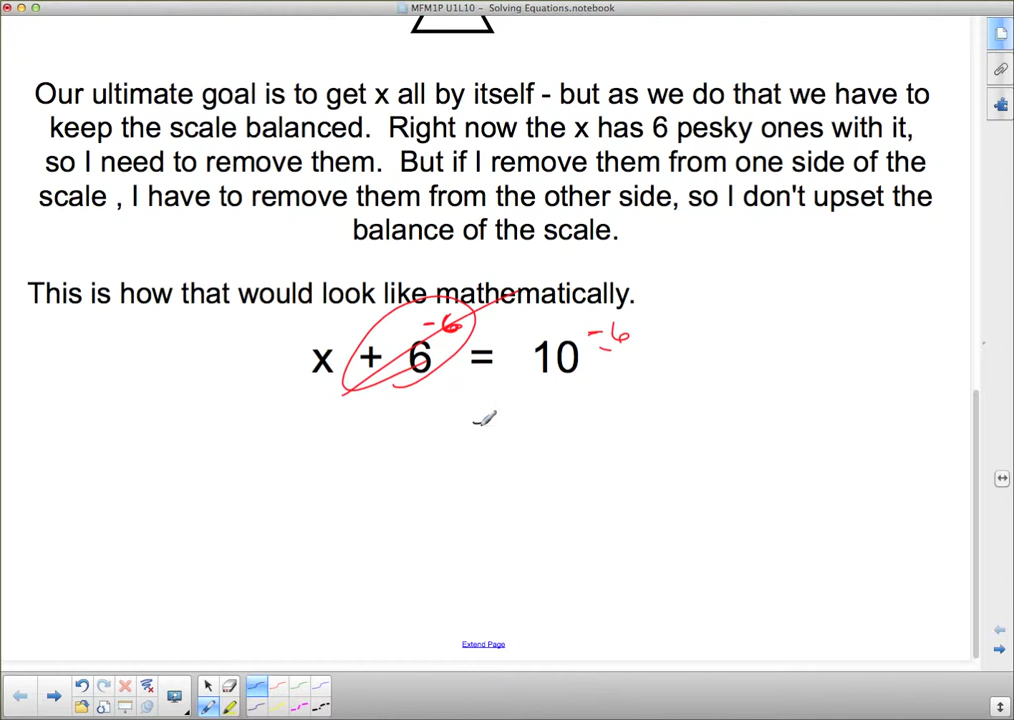 MFM1P U1L10 – Solving Equations.notebook
Our ultimate goal is to get x all by itself - but as we do that we have to
keep the scale balanced. Right now the x has 6 pesky ones with it,
so I need to remove them. But if I remove them from one side of the
scale , I have to remove them from the other side, so I don't upset the
balance of the scale.
This is how that would look like mathematically.
-6 -6
x + 6 = 10
Extend Page